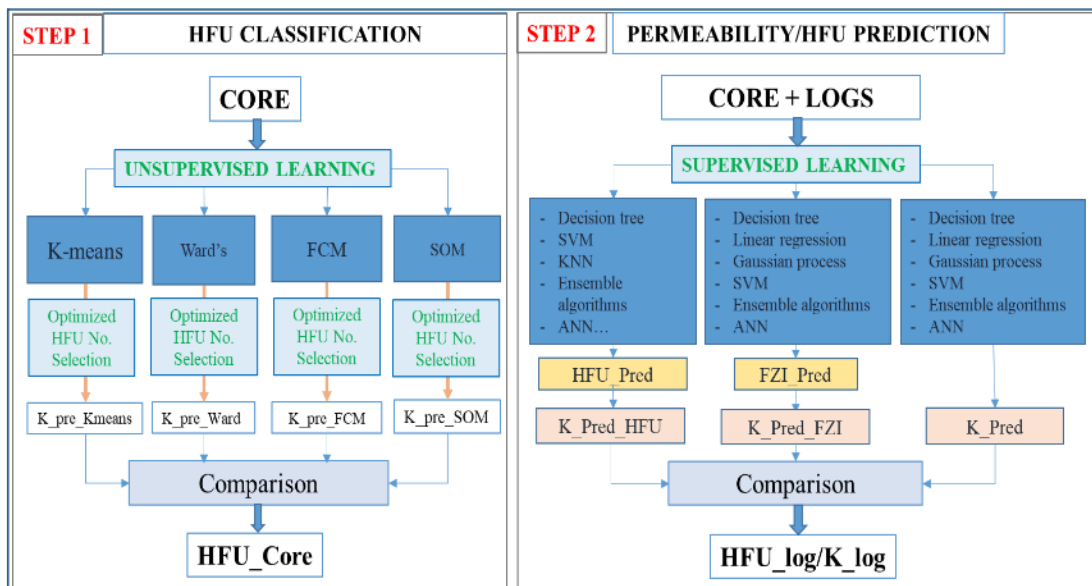 STEP 1
HFU CLASSIFICATION
CORE
UNSUPERVISED LEARNING
K-means
Ward's
FCM
SOM
Optimized
HFU No.
Selection
Optimized
HFU No.
Selection
Optimized
HFU No.
Selection
Optimized
HFU No.
Selection
K_pre_Kmeans
K_pre_Ward
K_pre_FCM
K_pre_SOM
Comparison
HFU_Core
STEP 2
PERMEABILITY/HFU PREDICTION
CORE + LOGS
SUPERVISED LEARNING
- Decision tree
- SVM
- KNN
- Ensemble
algorithms
- ANN...
- Decision tree
- Linear regression
- Gaussian process
- SVM
- Ensemble algorithms
- ANN
- Decision tree
- Linear regression
- Gaussian process
- SVM
- Ensemble algorithms
- ANN
HFU_Pred
FZI_Pred
K_Pred_HFU
K_Pred_FZI
K_Pred
Comparison
HFU_log/K_log